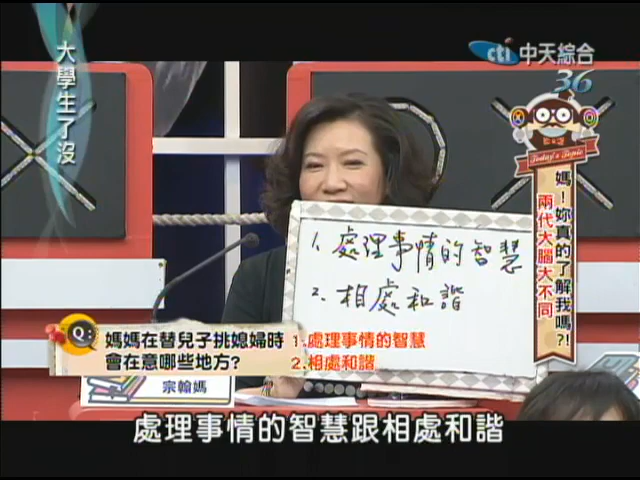 大學生了沒
cti 中天綜合
36
Today's Topic
媽!妳真的了解我嗎?!
兩代大腦大不同
1. 處理事情的智慧
2. 相處和諧
Q:
媽媽在替兒子挑媳婦時
會在意哪些地方?
1.處理事情的智慧
2.相處和諧
宗翰媽
處理事情的智慧跟相處和諧